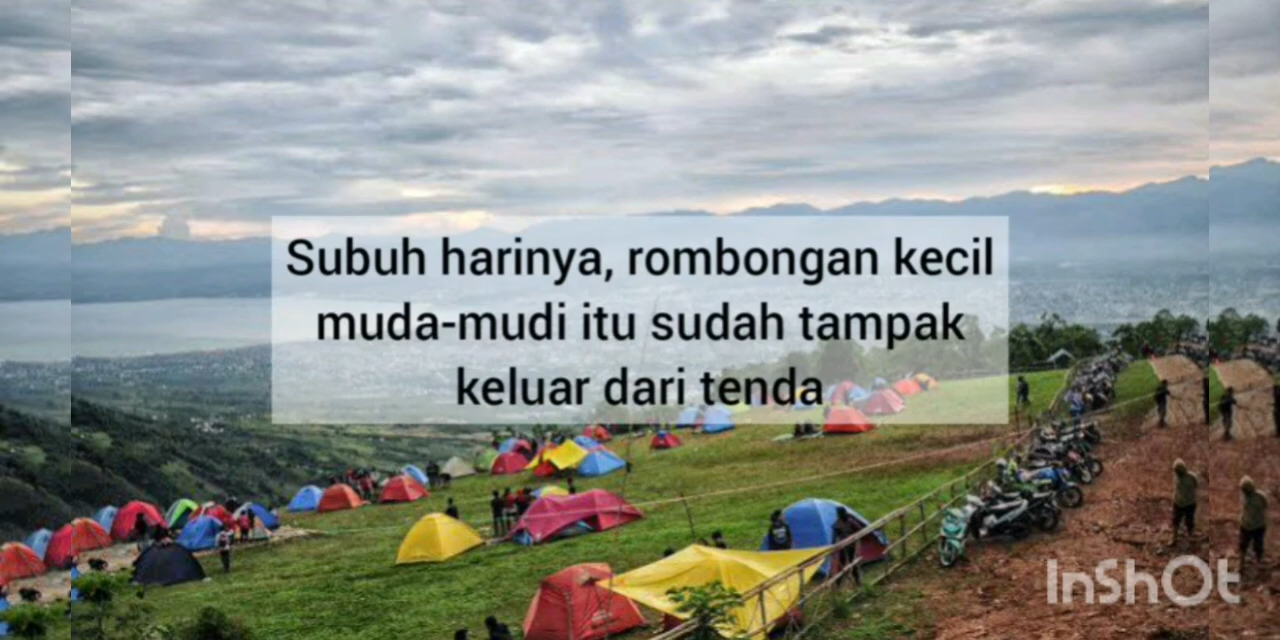 Subuh harinya, rombongan kecil
muda-mudi itu sudah tampak
keluar dari tenda
InShOt